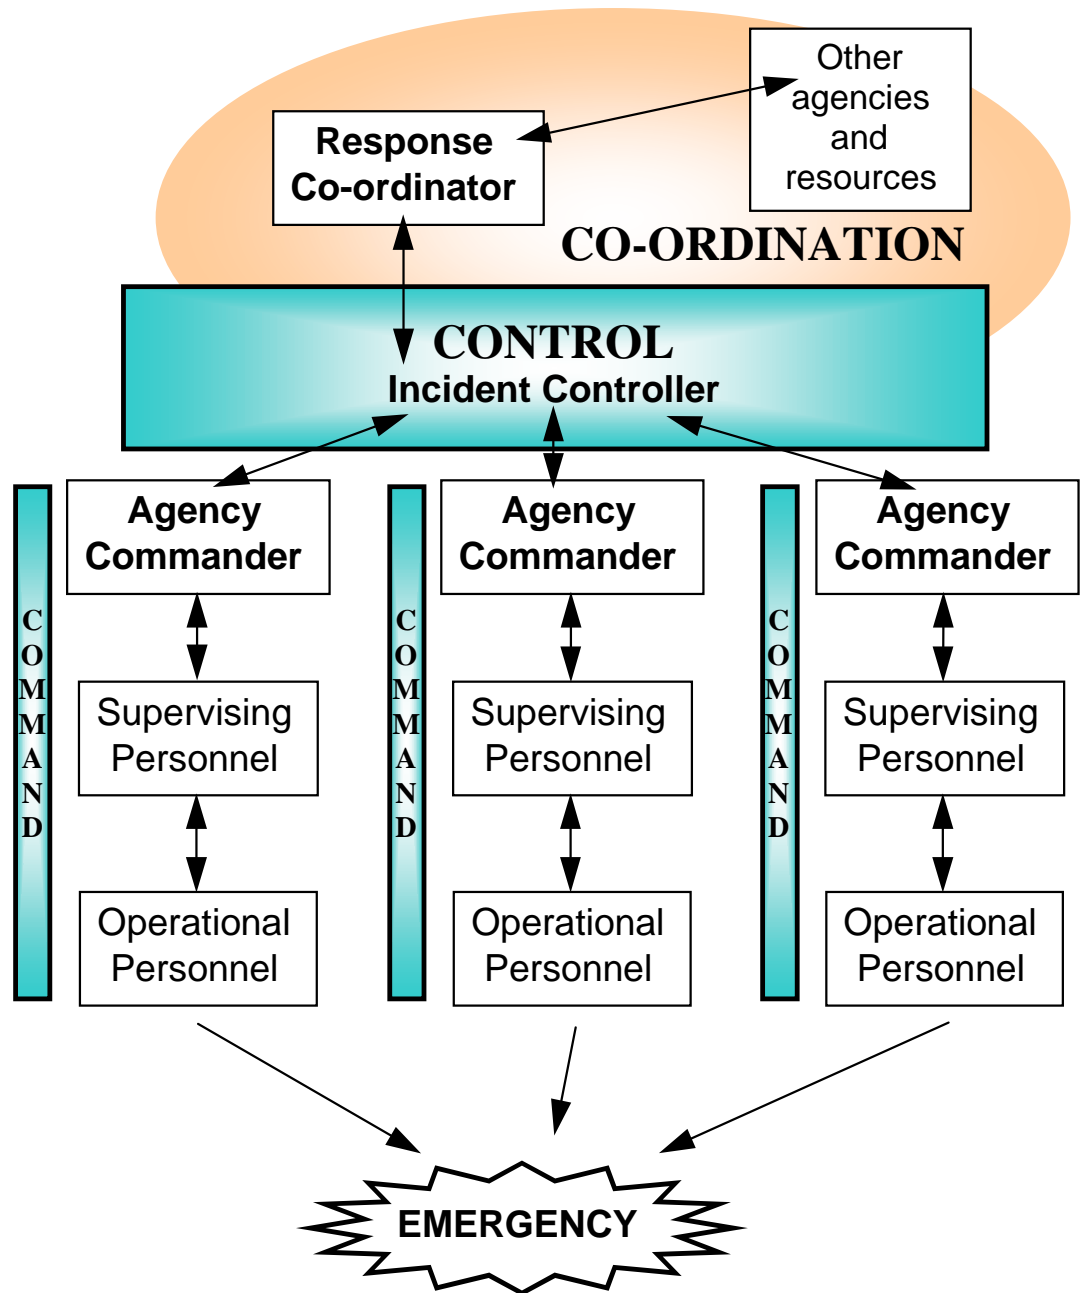 Other
agencies
and
resources
Response
Co-ordinator
CO-ORDINATION
CONTROL
Incident Controller
Agency
Commander
Agency
Commander
Agency
Commander
COMMAND
COMMAND
COMMAND
Supervising
Personnel
Supervising
Personnel
Supervising
Personnel
Operational
Personnel
Operational
Personnel
Operational
Personnel
EMERGENCY